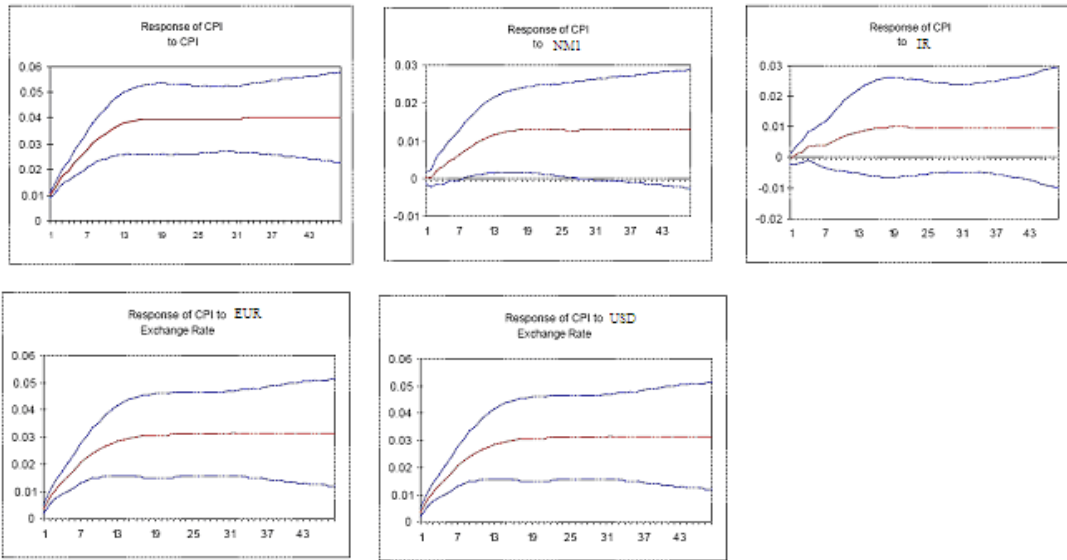 Response of CPI
to CPI
0.06
0.05
0.04
0.03
0.02
0.01
0
1 7 13 19 25 31 37 43
Response of CPI
to NM1
0.03
0.02
0.01
0
-0.01
1 7 13 19 25 31 37 43
Response of CPI
to IR
0.03
0.02
0.010
0
-0.01
-0.02
1 7 13 19 25 31 37 43
Response of CPI to EUR
Exchange Rate
0.06
0.05
0.04
0.03
0.02
0.01
0
1 7 13 19 25 31 37 43
Response of CPI to USD
Exchange Rate
0.06
0.05
0.04
0.03
0.02
0.01
0
1 7 13 19 25 31 37 43